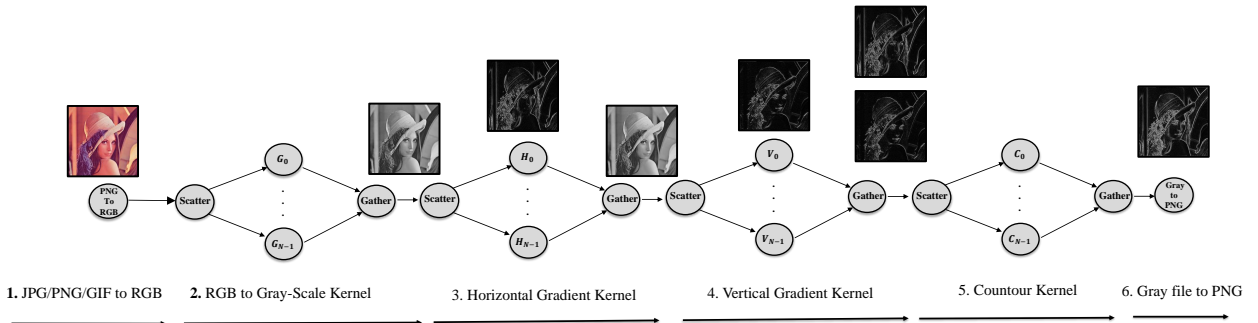 PNG
To
RGB
Scatter
G0
G𝑁−1
Gather
Scatter
H0
H𝑁−1
Gather
Scatter
V0
V𝑁−1
Gather
Scatter
C0
C𝑁−1
Gather
Gray
to
PNG
1. JPG/PNG/GIF to RGB
2. RGB to Gray-Scale Kernel
3. Horizontal Gradient Kernel
4. Vertical Gradient Kernel
5. Countour Kernel
6. Gray file to PNG